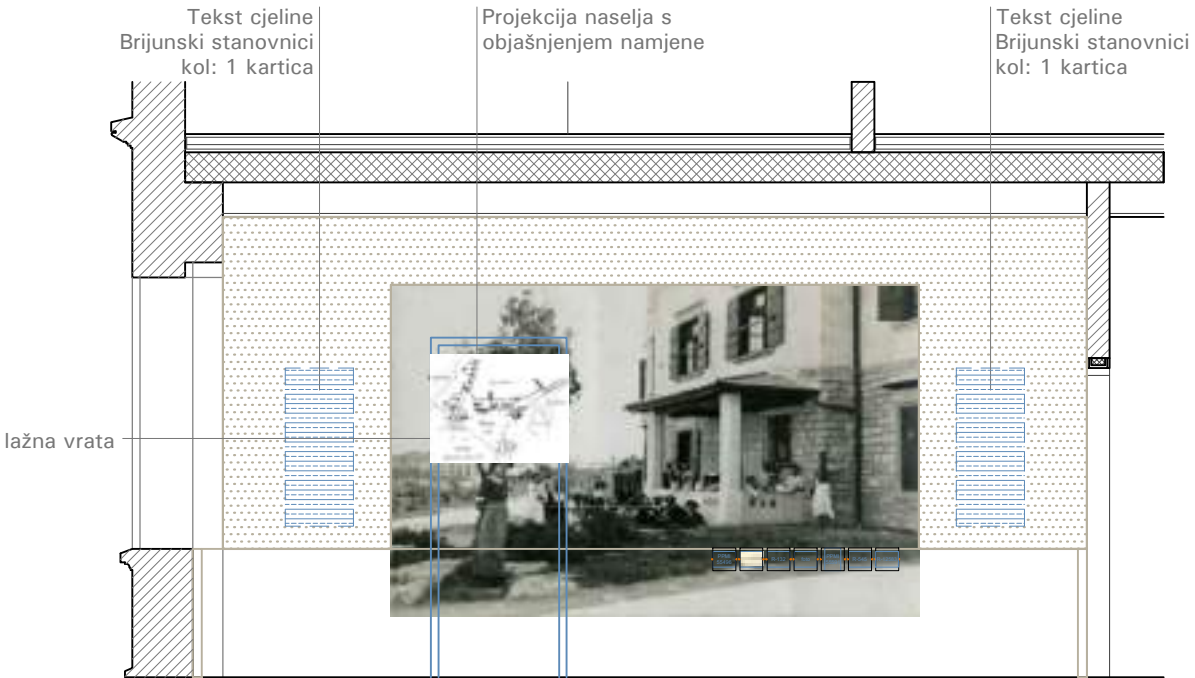 Tekst cjeline
Brijunski stanovnici
kol: 1 kartica
Projekcija naselja s
objašnjenjem namjene
Tekst cjeline
Brijunski stanovnici
kol: 1 kartica
lažna vrata